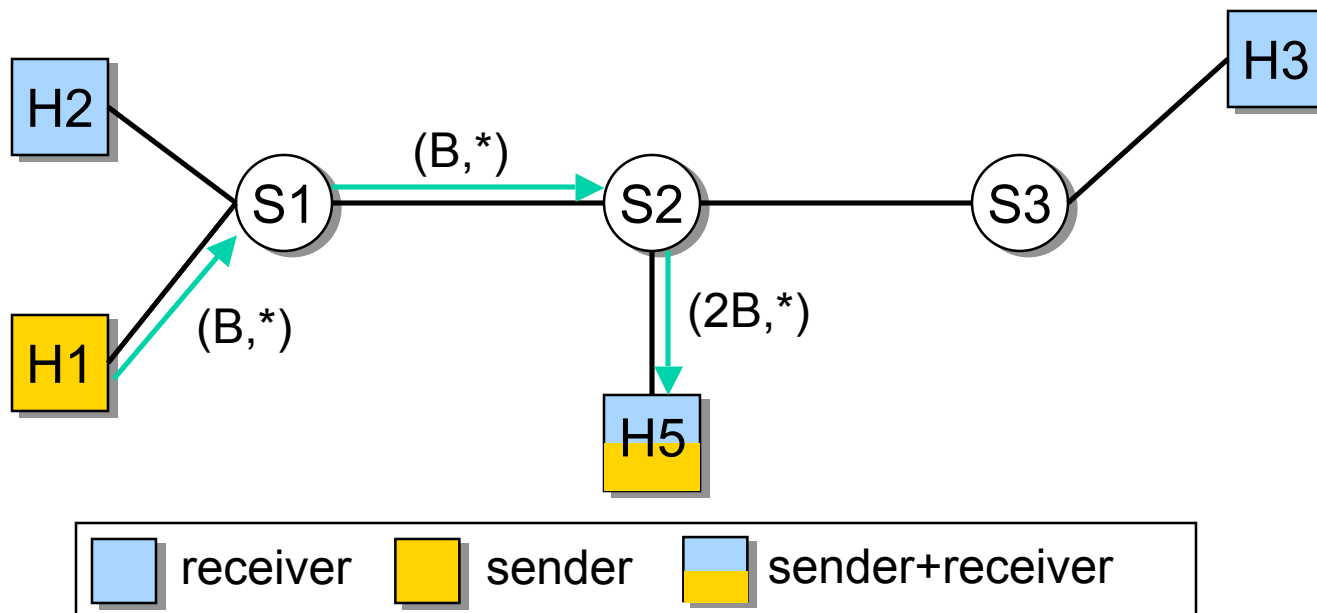 H3
H2
(B,*)
S1
S2
S3
(B,*)
(2B,*)
H1
H5
receiver
sender
sender+receiver